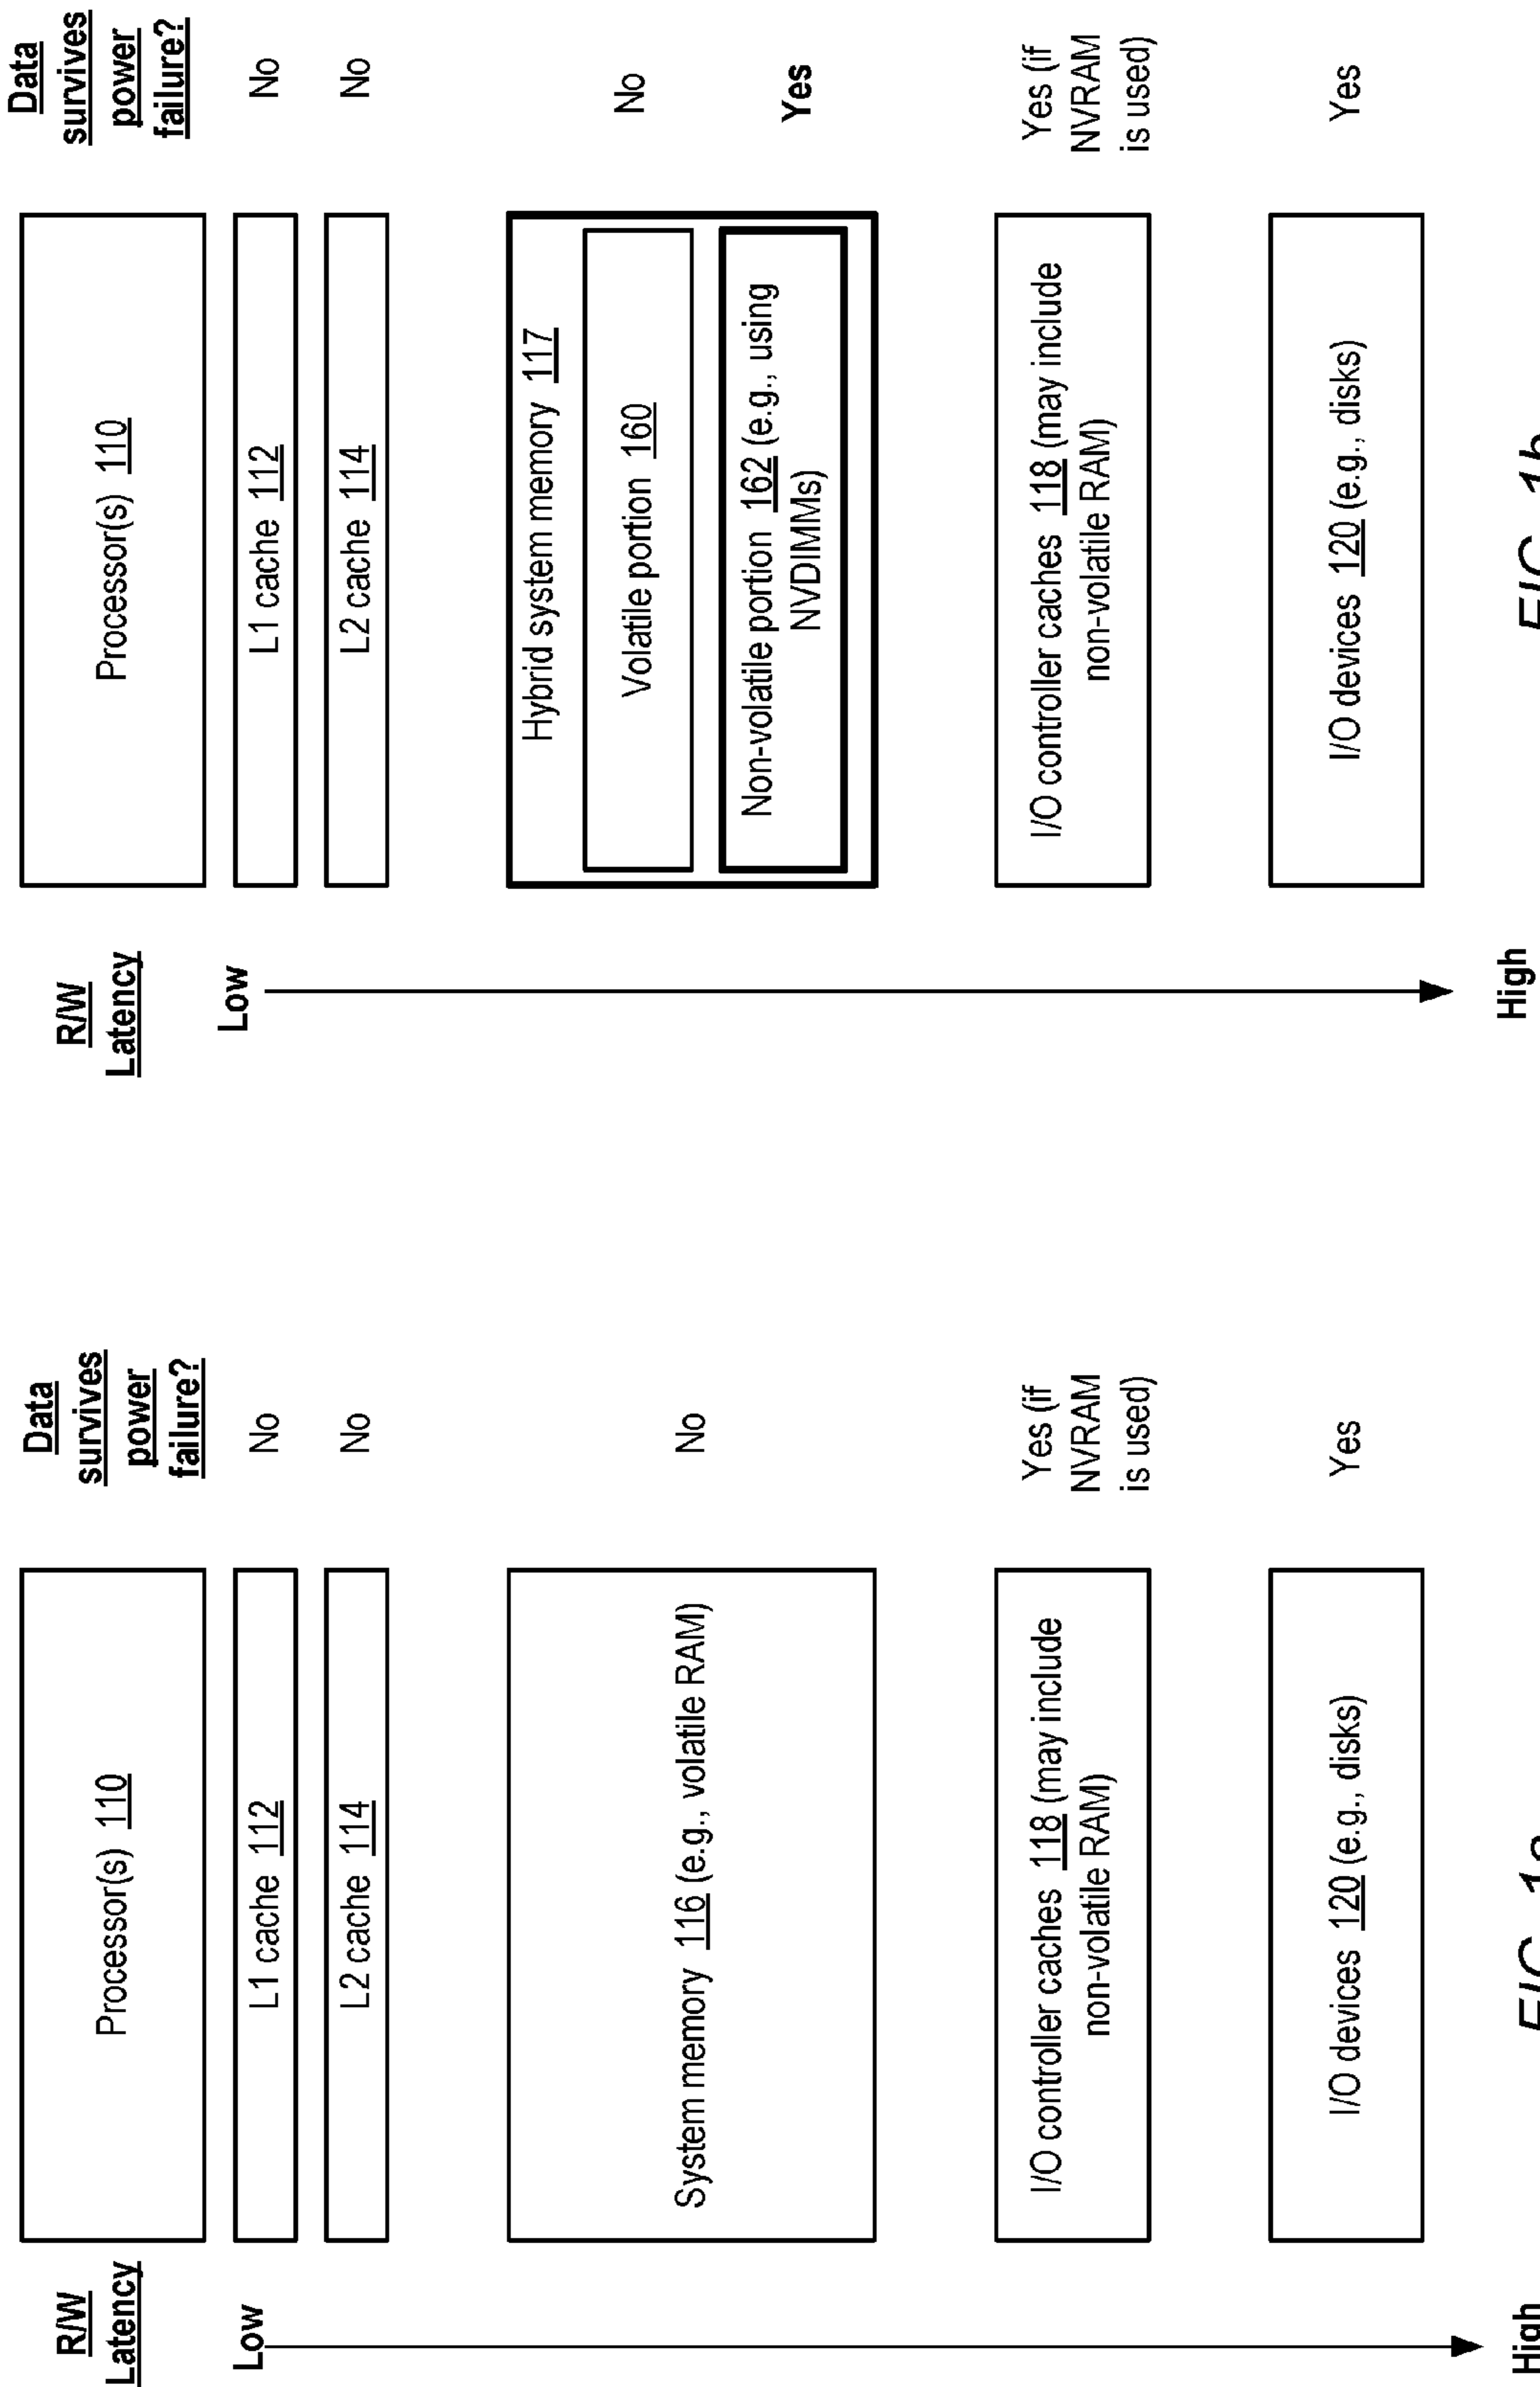 R/W
Latency
Data
survives
power
failure?
Processor(s) 110
Low
L1 cache 112
No
L2 cache 114
No
System memory 116 (e.g., volatile RAM)
No
I/O controller caches 118 (may include
non-volatile RAM)
Yes (if
NVRAM
is used)
I/O devices 120 (e.g., disks)
Yes
High
FIG. 1a
R/W
Latency
Data
survives
power
failure?
Processor(s) 110
Low
L1 cache 112
No
L2 cache 114
No
Hybrid system memory 117
Volatile portion 160
No
Non-volatile portion 162 (e.g., using
NVDIMMs)
Yes
I/O controller caches 118 (may include
non-volatile RAM)
Yes (if
NVRAM
is used)
I/O devices 120 (e.g., disks)
Yes
High
FIG. 1b